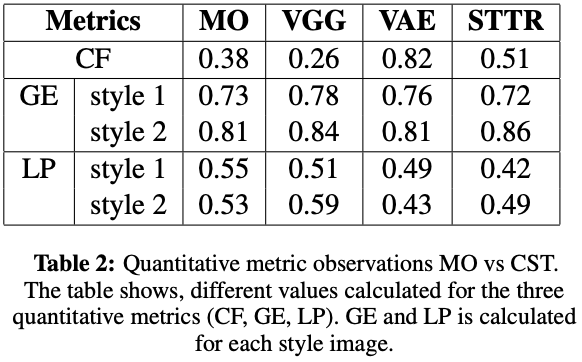 Metrics MO VGG VAE STTR
CF 0.38 0.26 0.82 0.51
GE style 1 0.73 0.78 0.76 0.72
style 2 0.81 0.84 0.81 0.86
LP style 1 0.55 0.51 0.49 0.42
style 2 0.53 0.59 0.43 0.49
Table 2: Quantitative metric observations MO vs CST.
The table shows, different values calculated for the three
quantitative metrics (CF, GE, LP). GE and LP is calculated
for each style image.